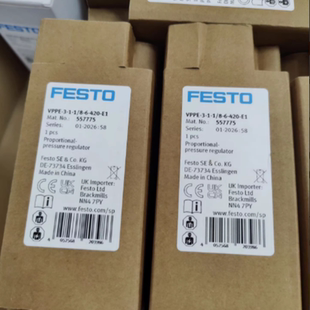 FESTO
VPPE-3-1-1/8-6-420-E1
Mat. No.: 557775
Series: 01-2026-S8
1 pcs
Proportional-
pressure regulator
Festo SE & Co. KG
DE-73734 Esslingen
Made in China
UK Importer:
Festo Ltd
Brackmills
NN4 7PY
www.festo.com/sp
FESTO
VPPE-3-1-1/8-6-420-E1
Mat. No.: 557775
Series: 01-2026-S8
1 pcs
Proportional-
pressure regulator
Festo SE & Co. KG
DE-73734 Esslingen
Made in China
UK Importer:
Festo Ltd
Brackmills
NN4 7PY
www.festo.com/sp